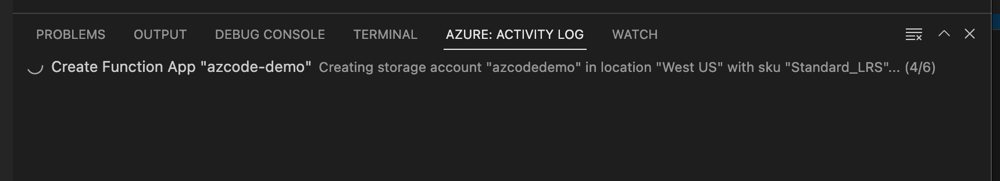 PROBLEMS OUTPUT DEBUG CONSOLE TERMINAL AZURE: ACTIVITY LOG WATCH
Create Function App "azcode-demo" Creating storage account "azcodedemo" in location "West US" with sku "Standard_LRS"... (4/6)